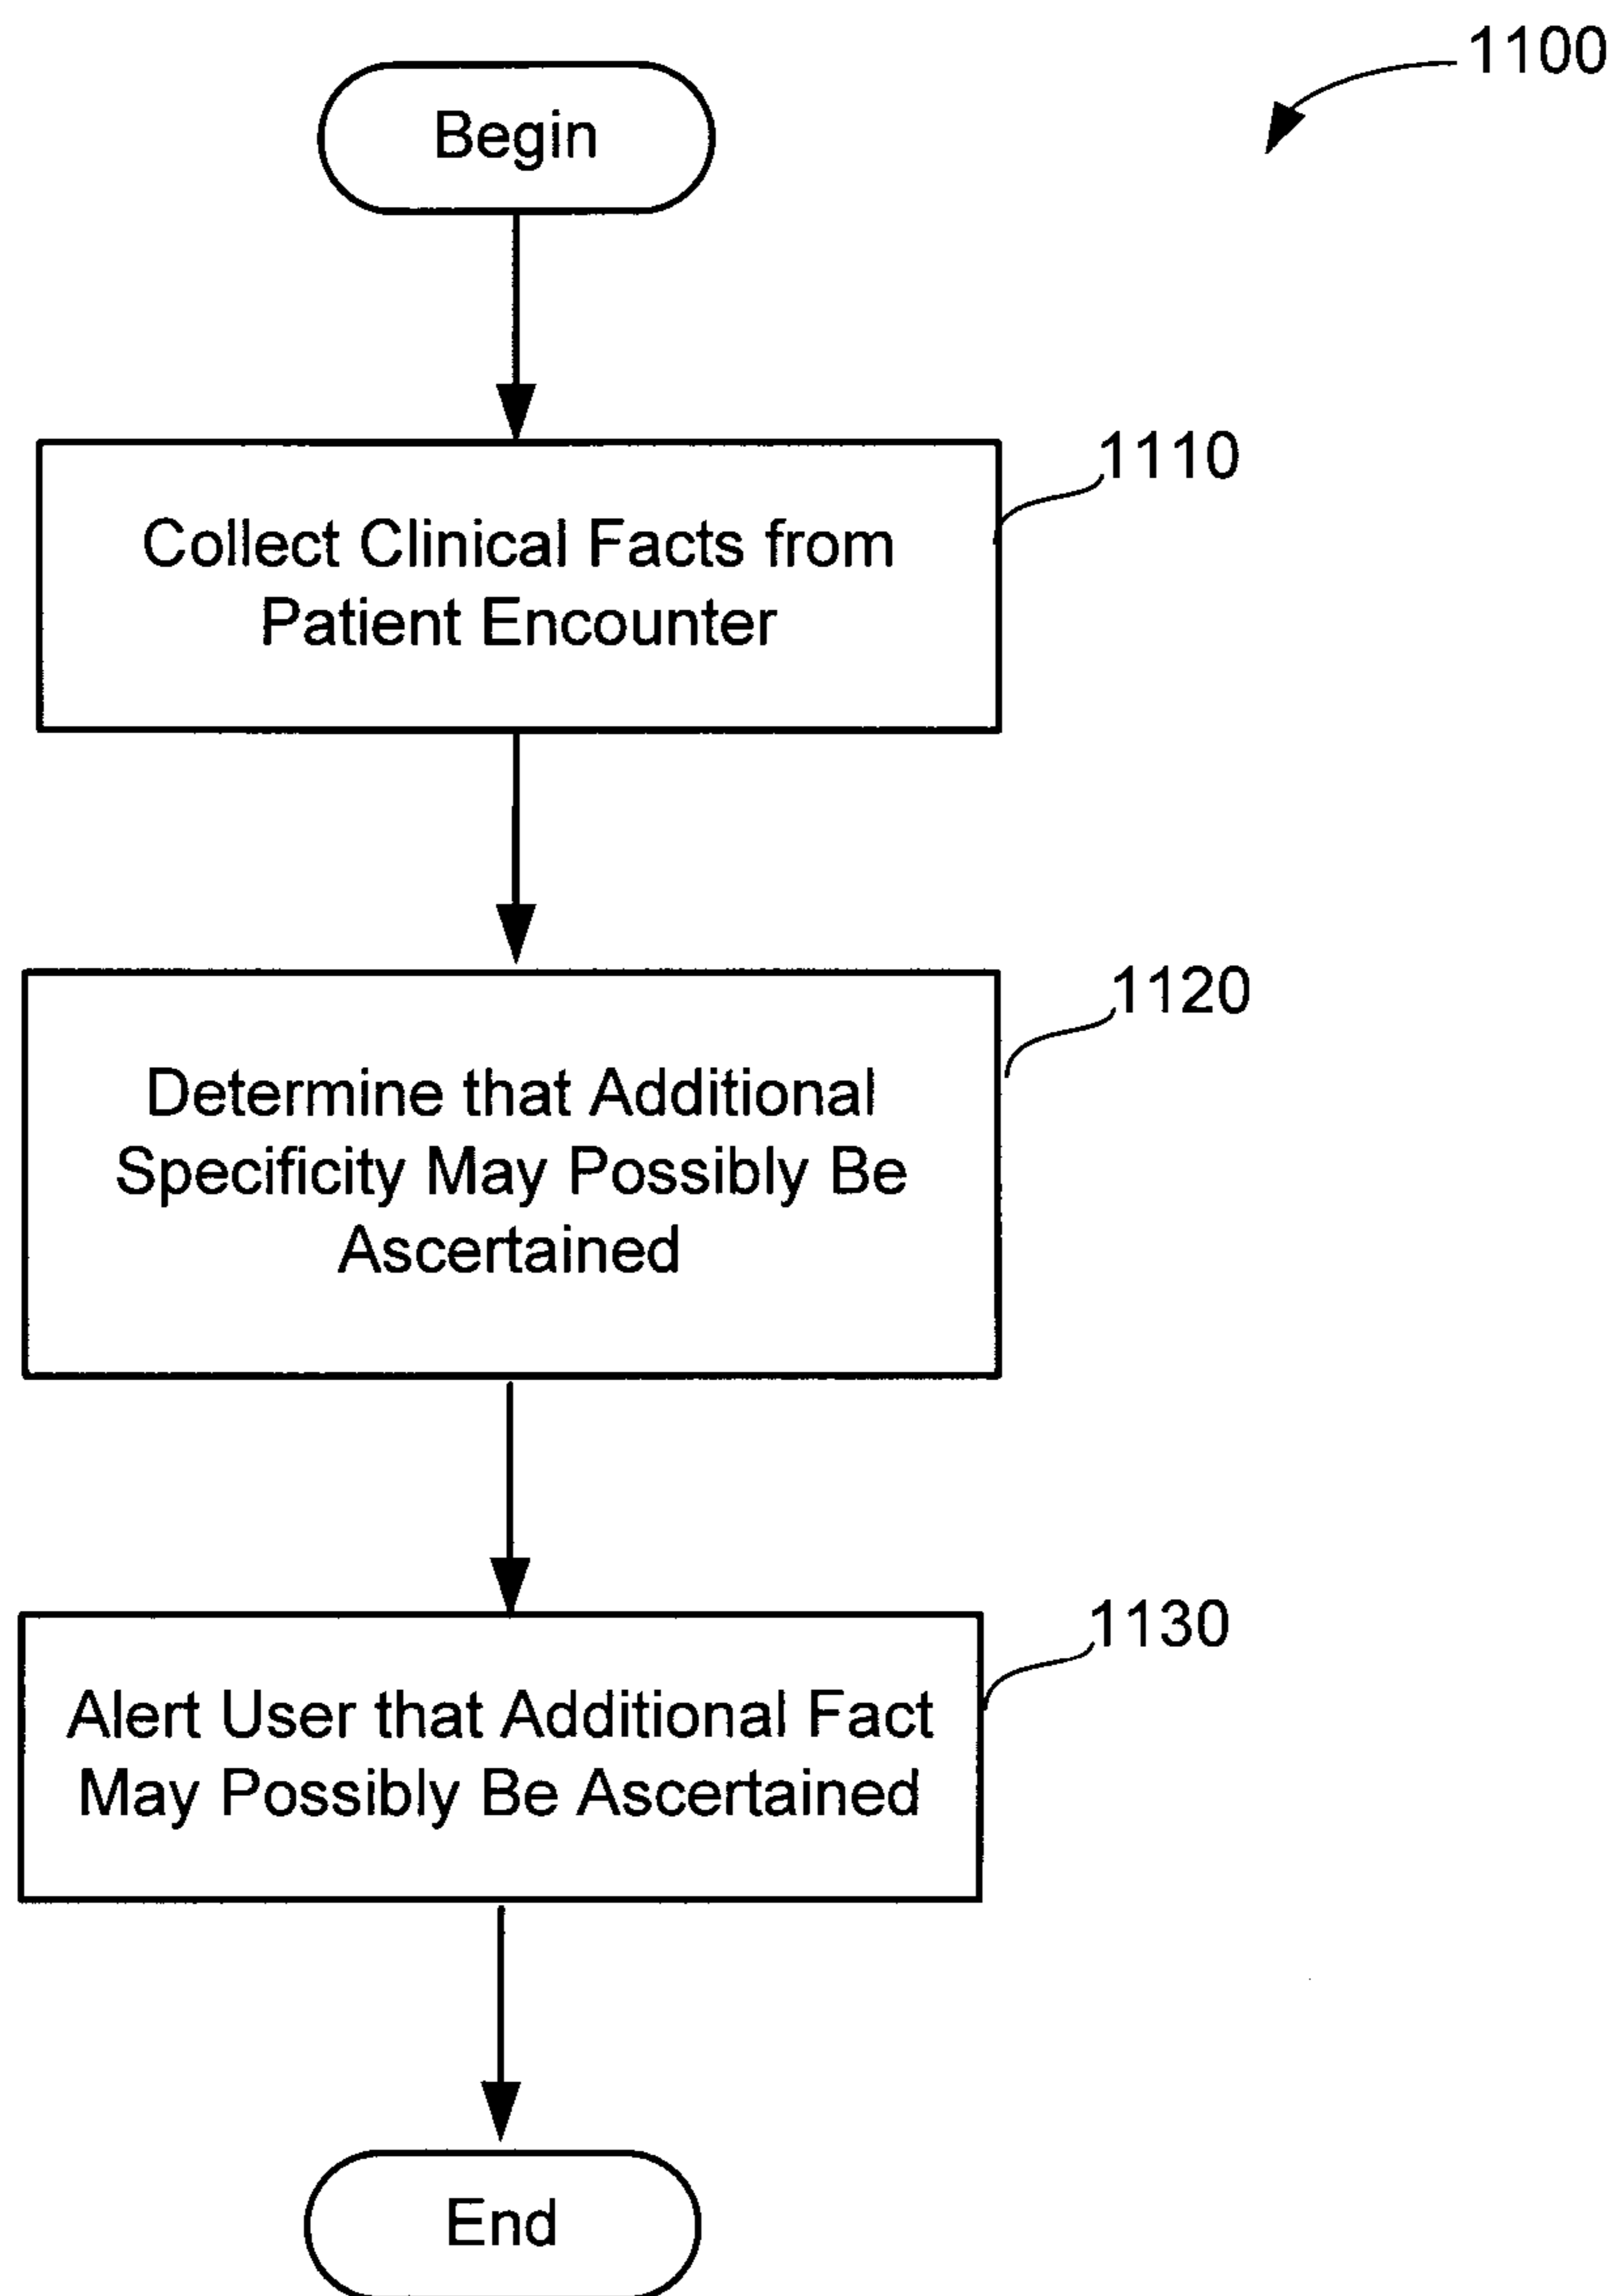 1100
Begin
1110
Collect Clinical Facts from
Patient Encounter
1120
Determine that Additional
Specificity May Possibly Be
Ascertained
1130
Alert User that Additional Fact
May Possibly Be Ascertained
End